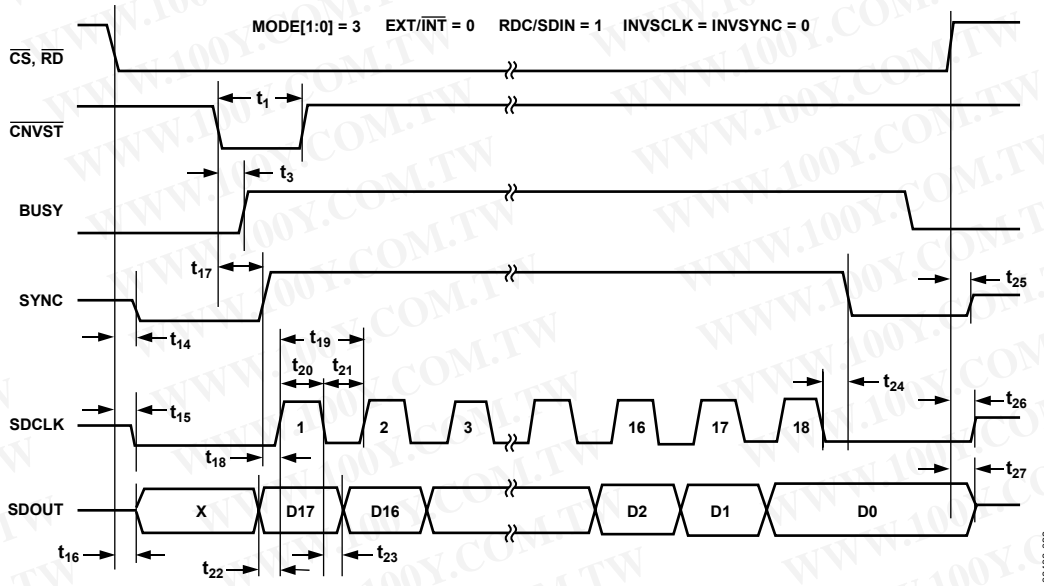 MODE[1:0] = 3 EXT/INT = 0 RDC/SDIN = 1 INVSCLK = INVSYNC = 0
CS, RD
t1
CNVST
t3
BUSY
t17
SYNC
t25
t14
t19
t20 t21
t24
t15
t26
SDCLK
1 2 3 16 17 18
t18
t27
SDOUT
X D17 D16 D2 D1 D0
t16
t22
t23
WWW.100Y.COM.TW